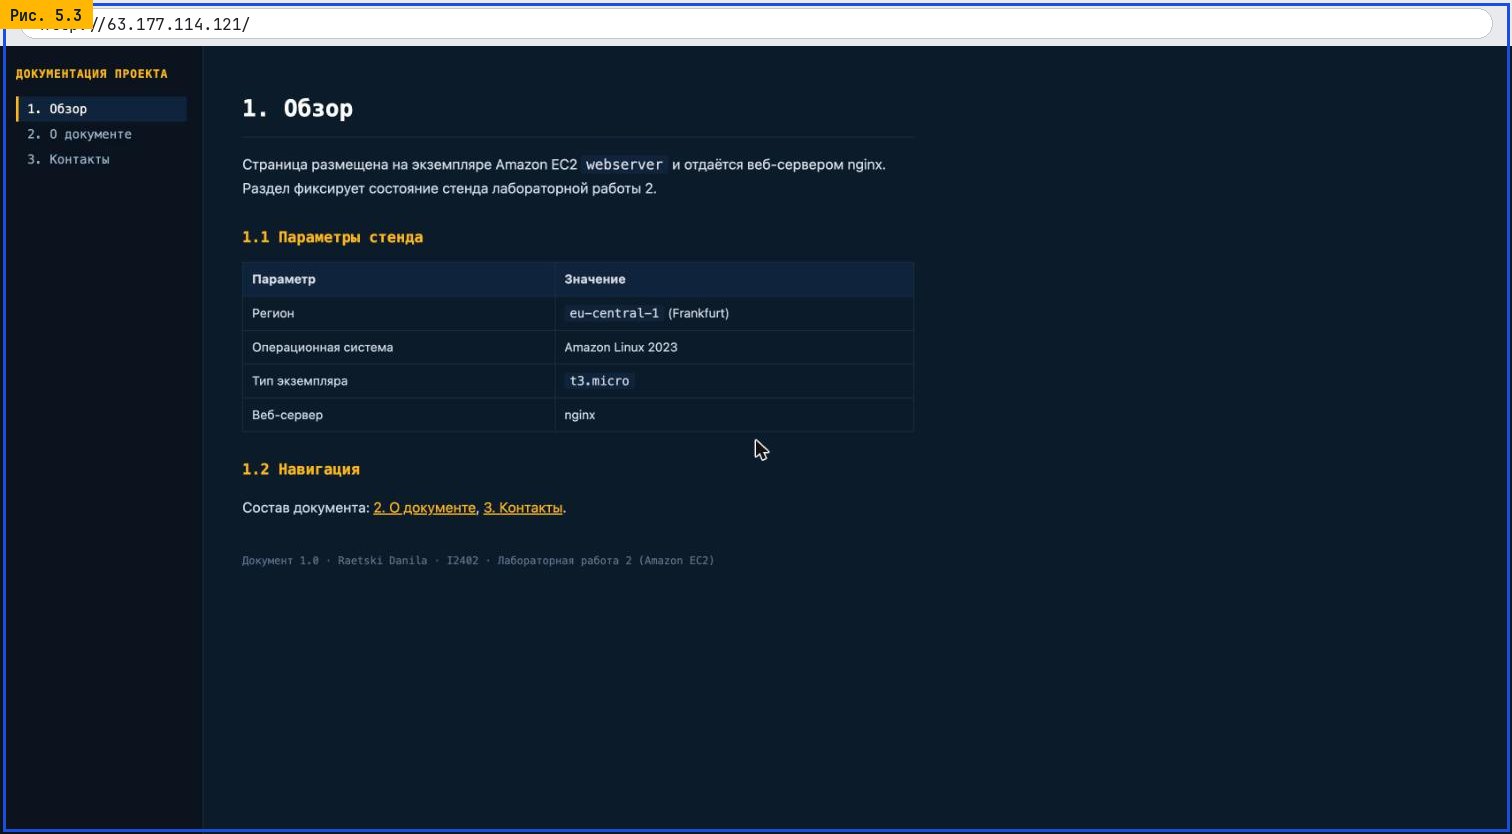 Рис. 5.3
//63.177.114.121/
ДОКУМЕНТАЦИЯ ПРОЕКТА
1. Обзор
2. О документе
3. Контакты
1. Обзор
Страница размещена на экземпляре Amazon EC2 webserver и отдаётся веб-сервером nginx.
Раздел фиксирует состояние стенда лабораторной работы 2.
1.1 Параметры стенда
Параметр Значение
Регион eu-central-1 (Frankfurt)
Операционная система Amazon Linux 2023
Тип экземпляра t3.micro
Веб-сервер nginx
1.2 Навигация
Состав документа: 2. О документе, 3. Контакты.
Документ 1.0 · Raetski Danila · I2402 · Лабораторная работа 2 (Amazon EC2)